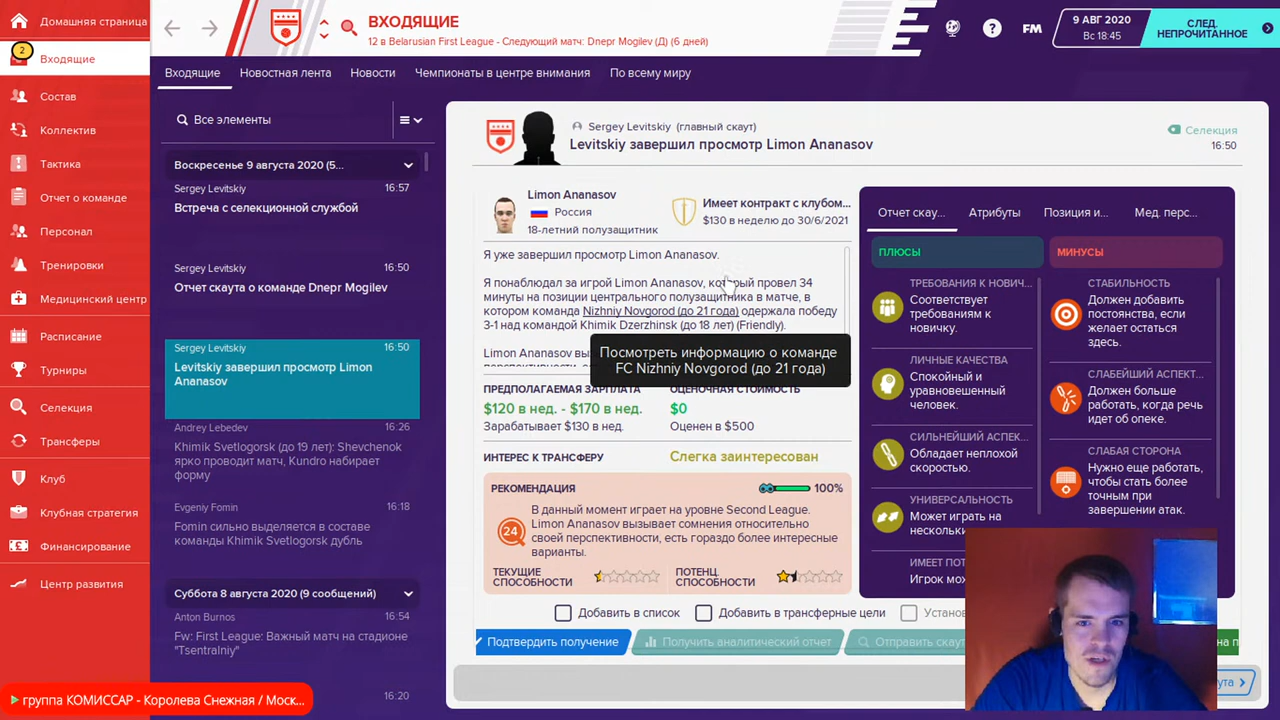 Домашняя страница
2
Входящие
Состав
Коллектив
Тактика
Отчет о команде
Персонал
Тренировки
Медицинский центр
Расписание
Турниры
Селекция
Трансферы
Клуб
Клубная стратегия
Финансирование
Центр развития
группа КОМИССАР - Королева Снежная / Моск...
ВХОДЯЩИЕ
12 в Belarusian First League - Следующий матч: Dnepr Mogilev (Д) (6 дней)
?
FM
9 АВГ 2020
Вс 18:45
СЛЕД.
НЕПРОЧИТАННОЕ
Входящие
Новостная лента
Новости
Чемпионаты в центре внимания
По всему миру
Все элементы
Воскресенье 9 августа 2020 (5...
Sergey Levitskiy 16:57
Встреча с селекционной службой
Sergey Levitskiy 16:50
Отчет скаута о команде Dnepr Mogilev
Sergey Levitskiy 16:50
Levitskiy завершил просмотр Limon
Ananasov
Andrey Lebedev 16:26
Khimik Svetlogorsk (до 19 лет): Shevchenok
ярко проводит матч, Kundro набирает
форму
Evgeniy Fomin 16:18
Fomin сильно выделяется в составе
команды Khimik Svetlogorsk дубль
Суббота 8 августа 2020 (9 сообщений)
Anton Burnos 16:54
Fw: First League: Важный матч на стадионе
"Tsentralniy"
16:20
Sergey Levitskiy (главный скаут)
Levitskiy завершил просмотр Limon Ananasov
Селекция
16:50
Limon Ananasov
Россия
18-летний полузащитник
Имеет контракт с клубом...
$130 в неделю до 30/6/2021
Я уже завершил просмотр Limon Ananasov.
Я понаблюдал за игрой Limon Ananasov, который провел 34
минуты на позиции центрального полузащитника в матче, в
котором команда Nizhniy Novgorod (до 21 года) одержала победу
3-1 над командой Khimik Dzerzhinsk (до 18 лет) (Friendly).
Limon Ananasov
Посмотреть информацию о команде
FC Nizhniy Novgorod (до 21 года)
ПРЕДПОЛАГАЕМАЯ ЗАРПЛАТА
$120 в нед. - $170 в нед.
Зарабатывает $130 в нед.
ОЦЕНОЧНАЯ СТОИМОСТЬ
$0
Оценен в $500
ИНТЕРЕС К ТРАНСФЕРУ
Слегка заинтересован
РЕКОМЕНДАЦИЯ
100%
24
В данный момент играет на уровне Second League.
Limon Ananasov вызывает сомнения относительно
своей перспективности, есть гораздо более интересные
варианты.
ТЕКУЩИЕ
СПОСОБНОСТИ
ПОТЕНЦ.
СПОСОБНОСТИ
Отчет скау...
Атрибуты
Позиция и...
Мед. перс...
ПЛЮСЫ
ТРЕБОВАНИЯ К НОВИЧ...
Соответствует
требованиям к
новичку.
ЛИЧНЫЕ КАЧЕСТВА
Спокойный и
уравновешенный
человек.
СИЛЬНЕЙШИЙ АСПЕК...
Обладает неплохой
скоростью.
УНИВЕРСАЛЬНОСТЬ
Может играть на
ИМЕЕТ ПОТ
Игрок мож
МИНУСЫ
СТАБИЛЬНОСТЬ
Должен добавить
постоянства, если
желает остаться
здесь.
СЛАБЕЙШИЙ АСПЕКТ...
Должен больше
работать, когда речь
идет об опеке.
СЛАБАЯ СТОРОНА
Нужно еще работать,
чтобы стать более
точным при
завершении атак.
Добавить в список
Добавить в трансферные цели
Устано
Подтвердить получение
Получить аналитический отчет
Отправить скаут
на п
ута